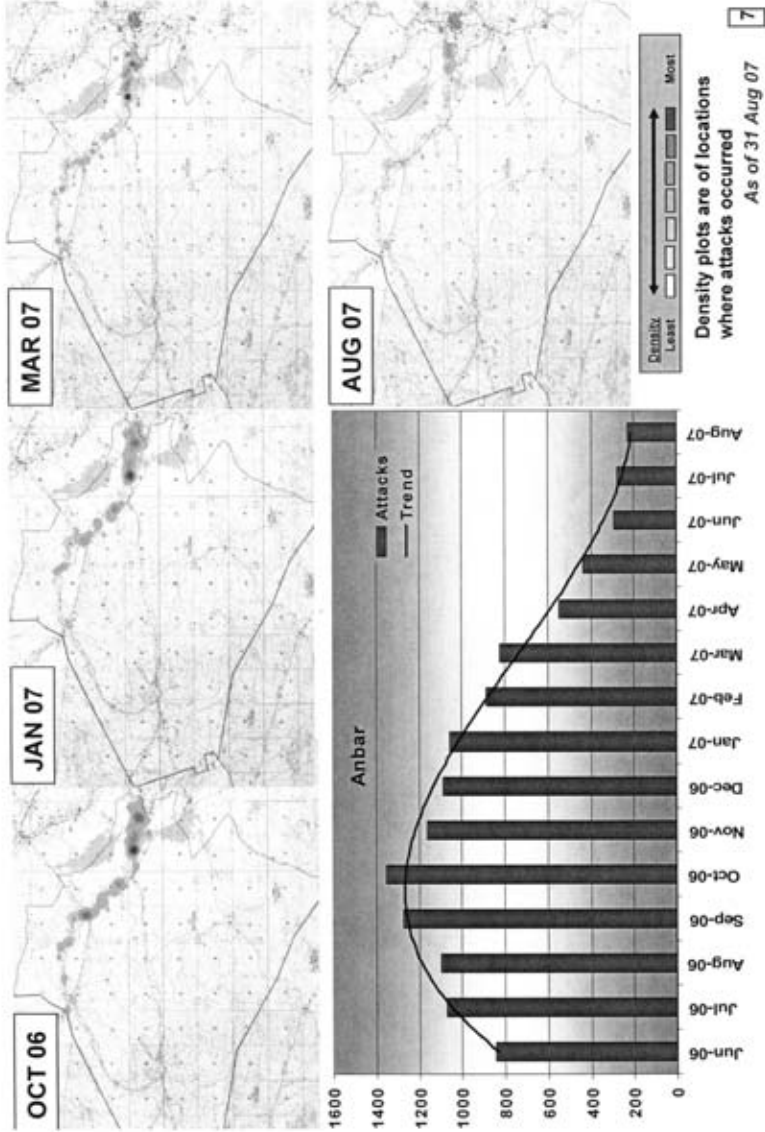 OCT 06
JAN 07
MAR 07
AUG 07
Anbar
Attacks
Trend
1600
1400
1200
1000
800
600
400
200
0
Jun-06
Jul-06
Aug-06
Sep-06
Oct-06
Nov-06
Dec-06
Jan-07
Feb-07
Mar-07
Apr-07
May-07
Jun-07
Jul-07
Aug-07
Density
Least
Most
Density plots are of locations
where attacks occurred
As of 31 Aug 07
7